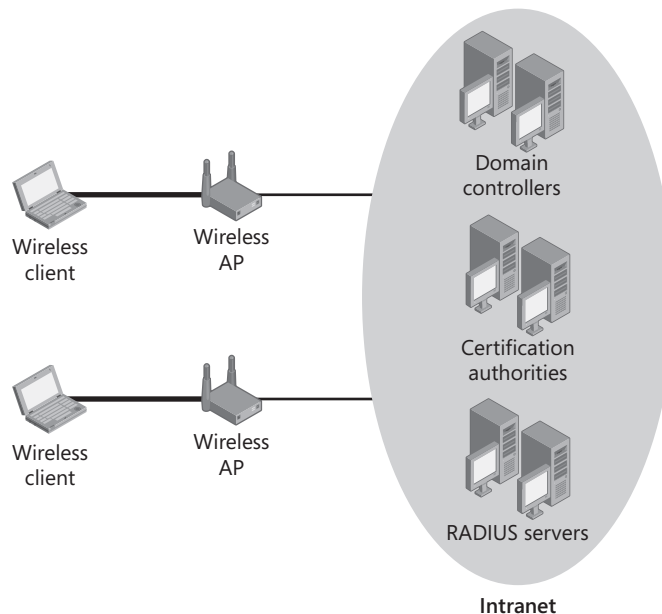 Domain
controllers
Wireless
client
Wireless
AP
Certification
authorities
Wireless
client
Wireless
AP
RADIUS servers
Intranet